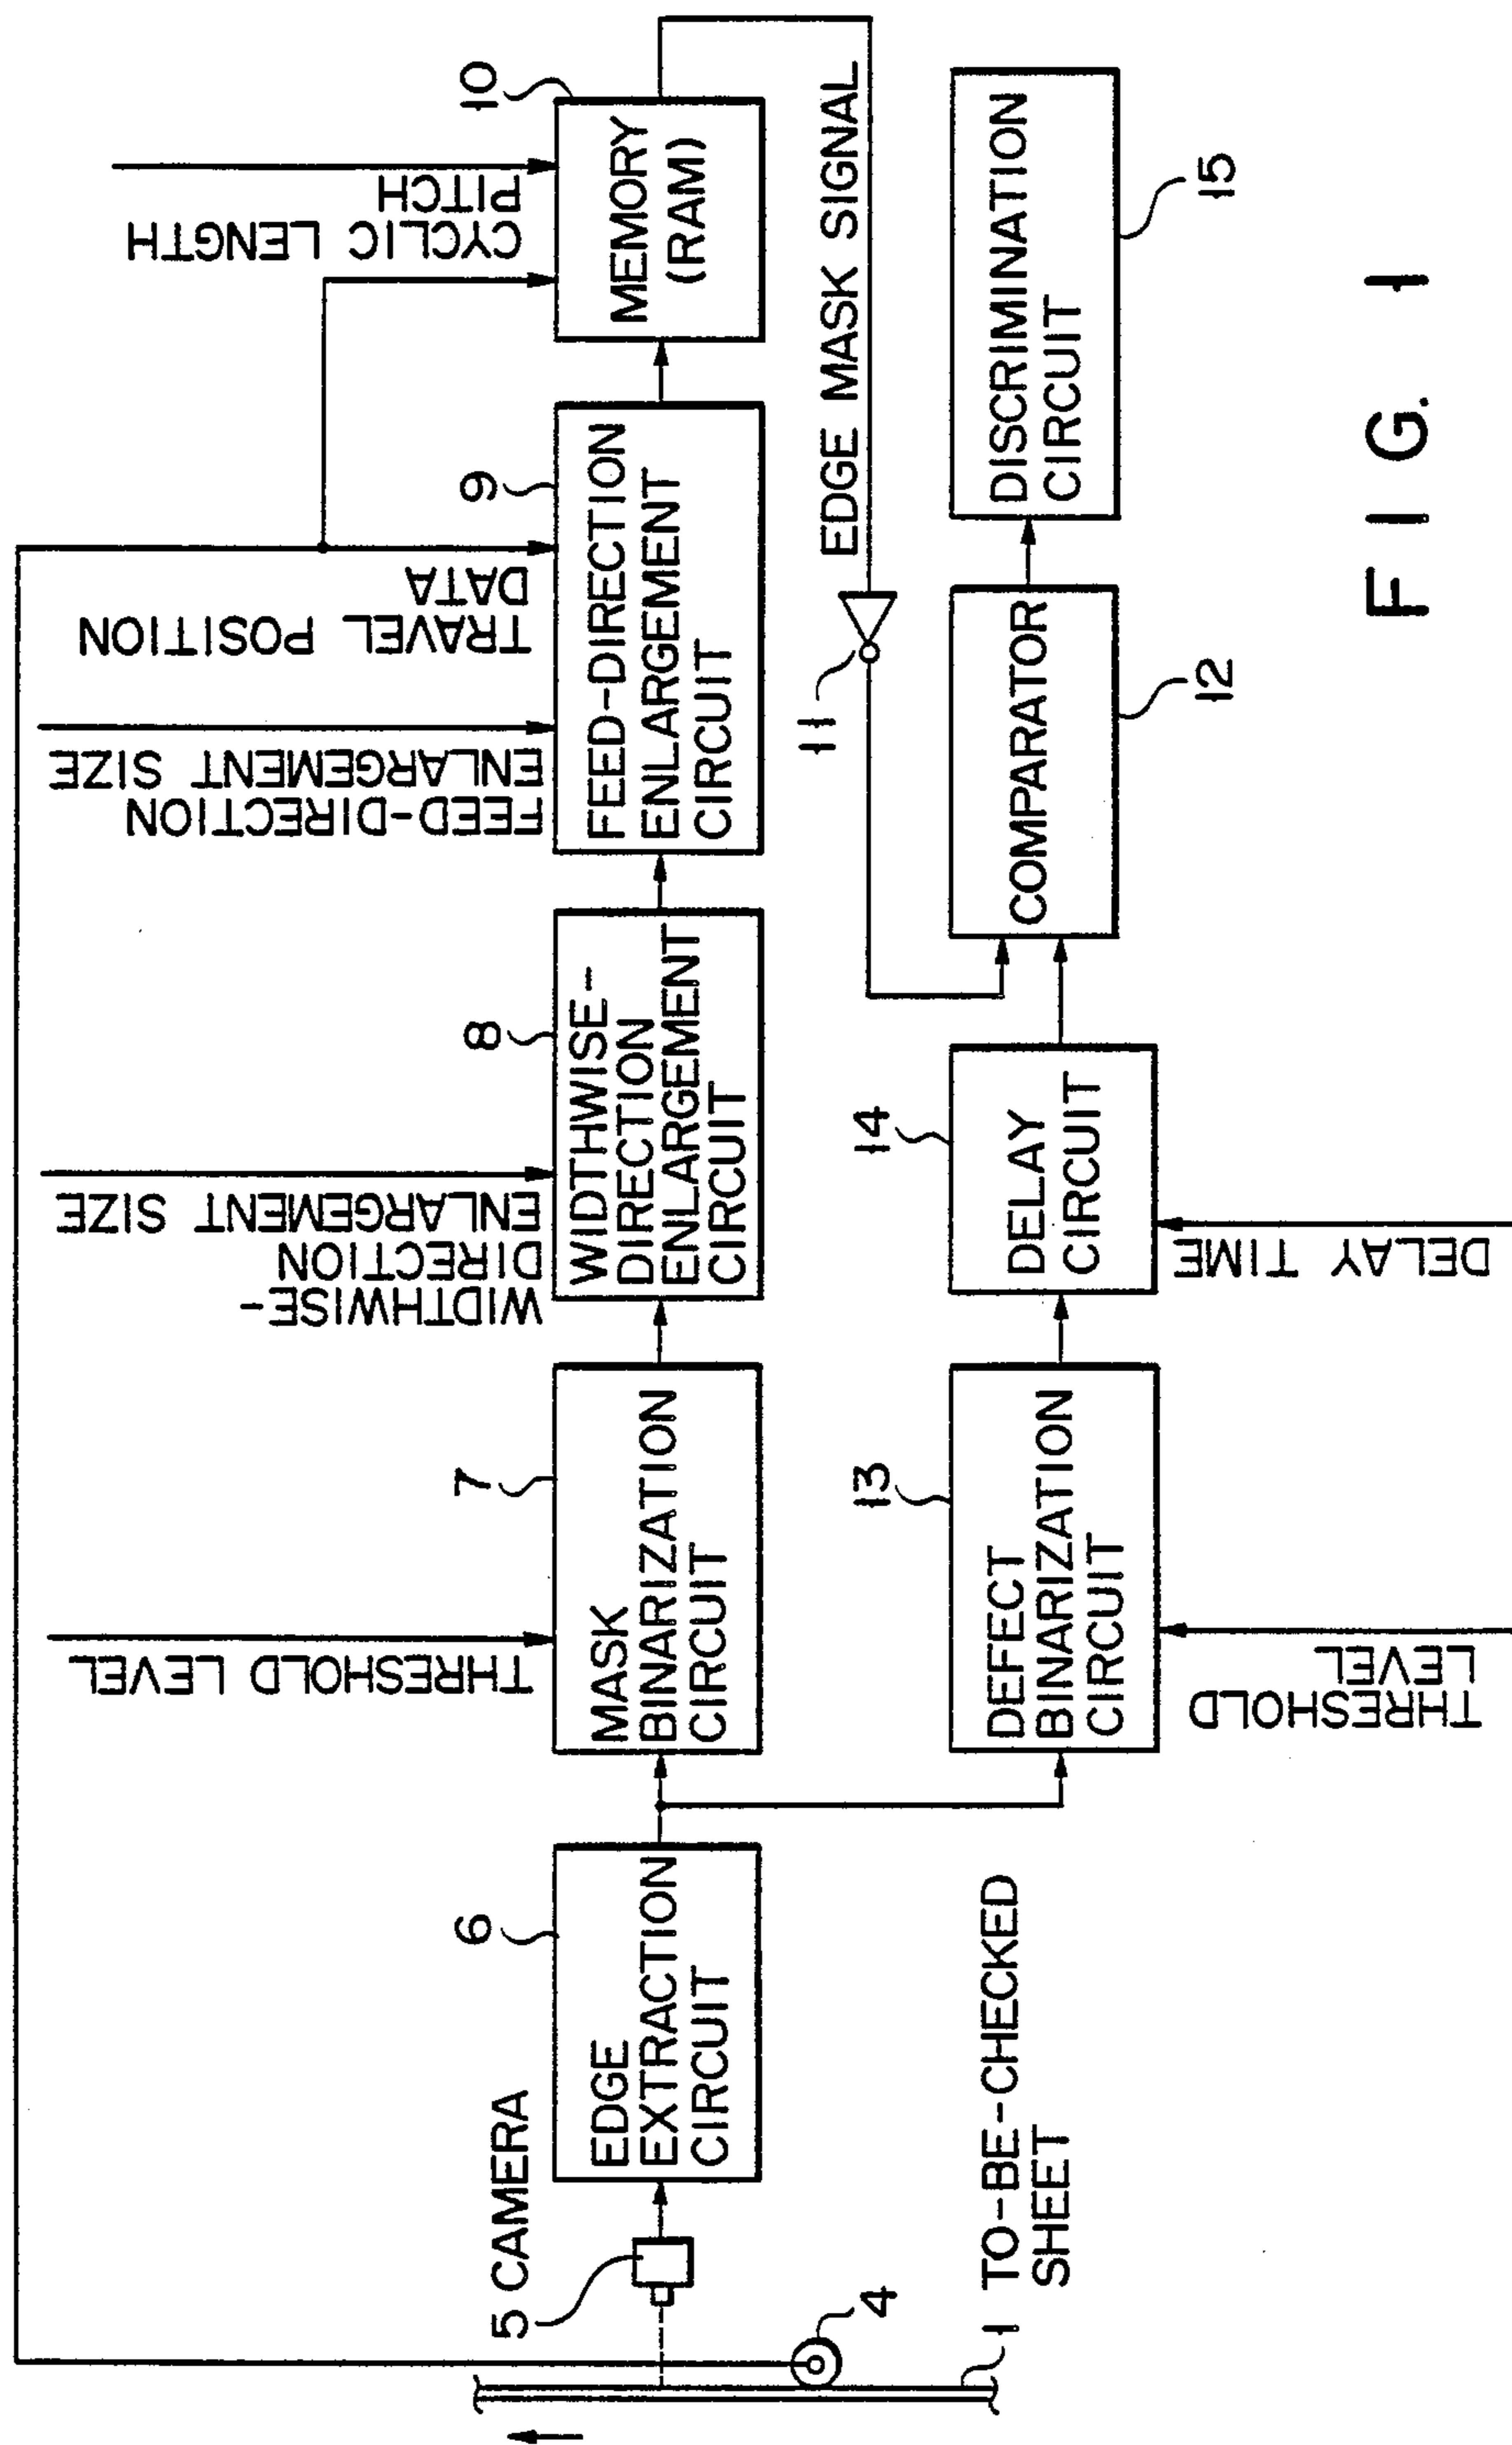 CYCLIC LENGTH
PITCH
TRAVEL POSITION
DATA
FEED-DIRECTION
ENLARGEMENT SIZE
WIDTHWISE-
DIRECTION
ENLARGEMENT SIZE
THRESHOLD LEVEL
5 CAMERA
6
EDGE
EXTRACTION
CIRCUIT
7
MASK
BINARIZATION
CIRCUIT
8
WIDTHWISE-
DIRECTION
ENLARGEMENT
CIRCUIT
9
FEED-DIRECTION
ENLARGEMENT
CIRCUIT
10
MEMORY
(RAM)
EDGE MASK SIGNAL
11
4
1 TO-BE-CHECKED
SHEET
13
DEFECT
BINARIZATION
CIRCUIT
THRESHOLD
LEVEL
14
DELAY
CIRCUIT
DELAY TIME
COMPARATOR
12
DISCRIMINATION
CIRCUIT
15
FIG. 1